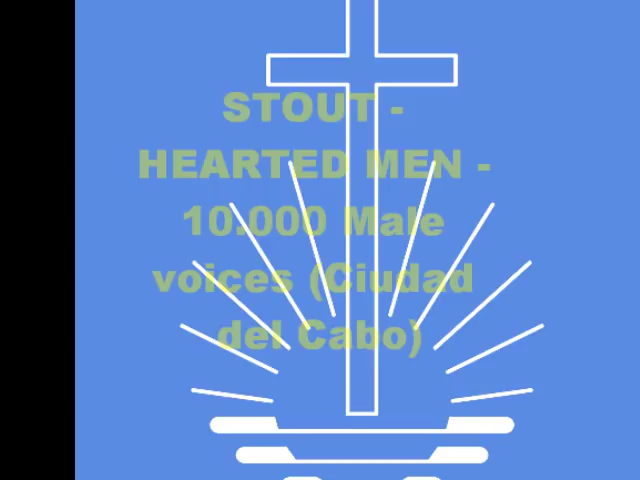 STOUT -
HEARTED MEN -
10.000 Male
voices (Ciudad
del Cabo)